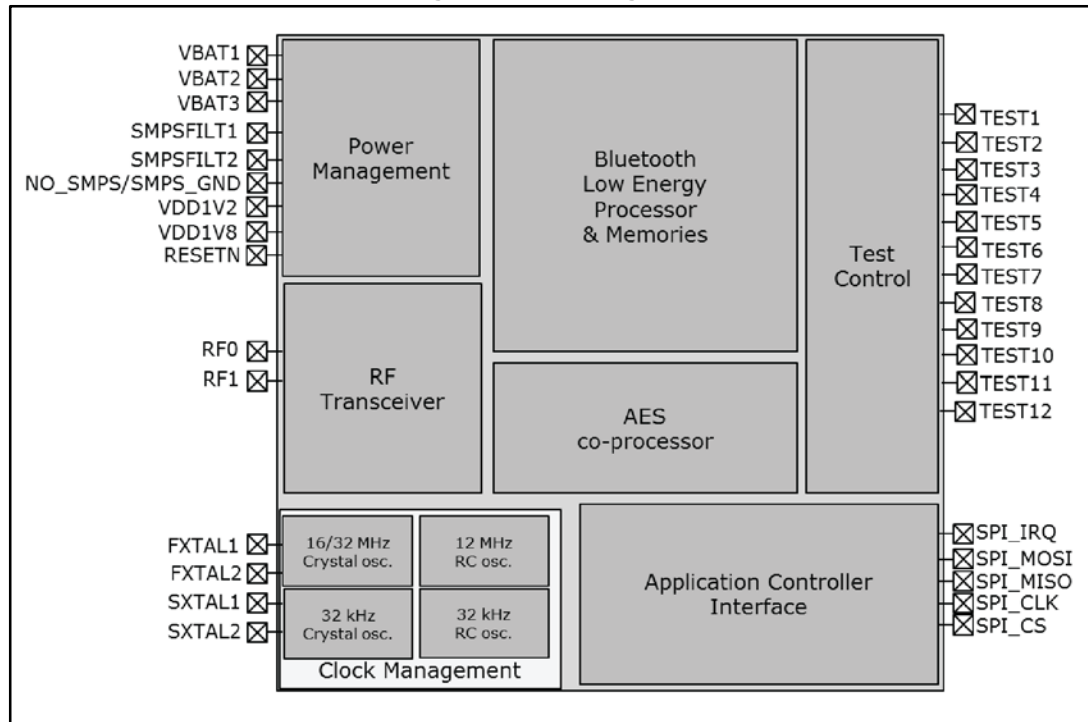 VBAT1
VBAT2
VBAT3
SMPSFILT1
SMPSFILT2
NO_SMPS/SMPS_GND
VDD1V2
VDD1V8
RESETN
RF0
RF1
FXTAL1
FXTAL2
SXTAL1
SXTAL2
Power
Management
RF
Transceiver
16/32 MHz
Crystal osc.
12 MHz
RC osc.
32 kHz
Crystal osc.
32 kHz
RC osc.
Clock Management
Bluetooth
Low Energy
Processor
& Memories
AES
co-processor
Application Controller
Interface
Test
Control
TEST1
TEST2
TEST3
TEST4
TEST5
TEST6
TEST7
TEST8
TEST9
TEST10
TEST11
TEST12
SPI_IRQ
SPI_MOSI
SPI_MISO
SPI_CLK
SPI_CS